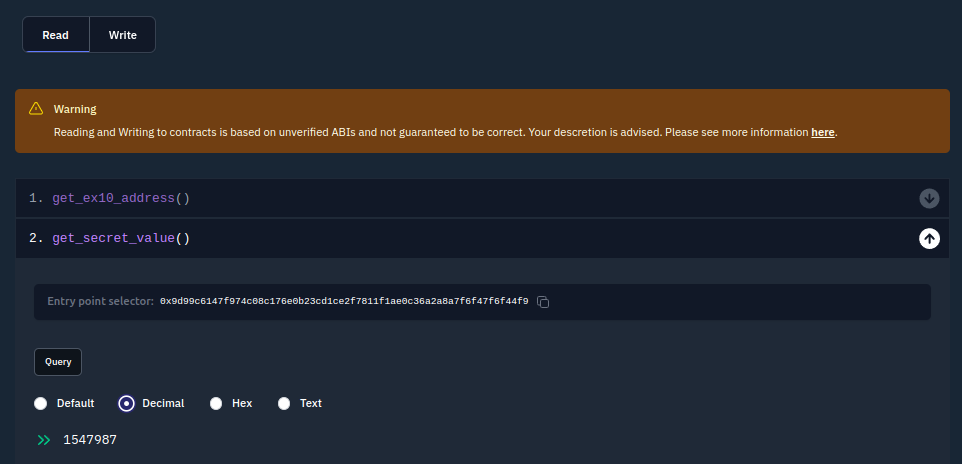 Read Write
Warning
Reading and Writing to contracts is based on unverified ABIs and not guaranteed to be correct. Your descretion is advised. Please see more information here.
1. get_ex10_address()
2. get_secret_value()
Entry point selector: 0x9d99c6147f974c08c176e0b23cd1ce2f7811f1ae0c36a2a8a7f6f47f6f44f9
Query
Default Decimal Hex Text
1547987